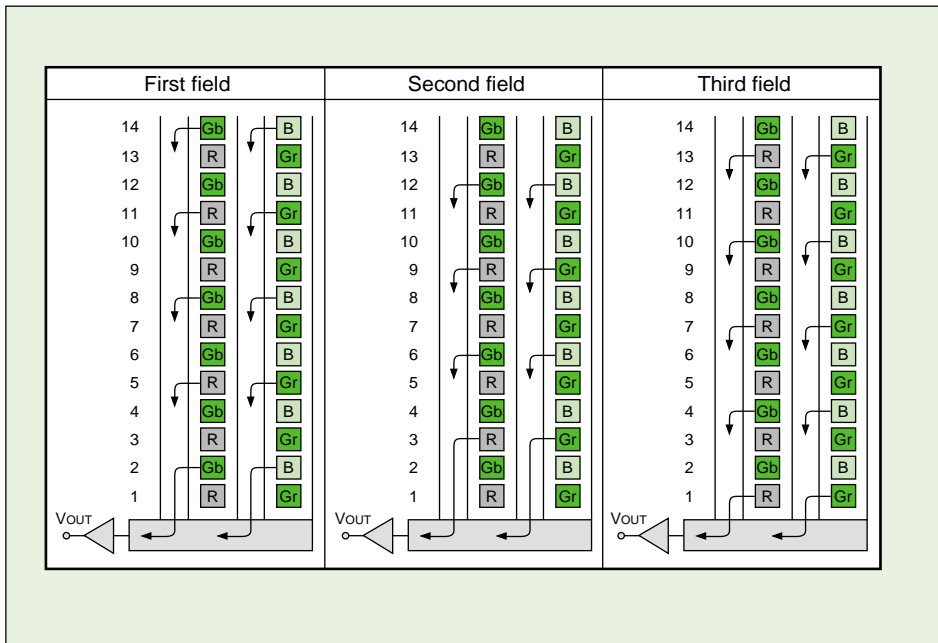 First field Second field Third field
14 Gb B 14 Gb B 14 Gb B
13 R Gr 13 R Gr 13 R Gr
12 Gb B 12 Gb B 12 Gb B
11 R Gr 11 R Gr 11 R Gr
10 Gb B 10 Gb B 10 Gb B
9 R Gr 9 R Gr 9 R Gr
8 Gb B 8 Gb B 8 Gb B
7 R Gr 7 R Gr 7 R Gr
6 Gb B 6 Gb B 6 Gb B
5 R Gr 5 R Gr 5 R Gr
4 Gb B 4 Gb B 4 Gb B
3 R Gr 3 R Gr 3 R Gr
2 Gb B 2 Gb B 2 Gb B
1 R Gr 1 R Gr 1 R Gr
VOUT VOUT VOUT